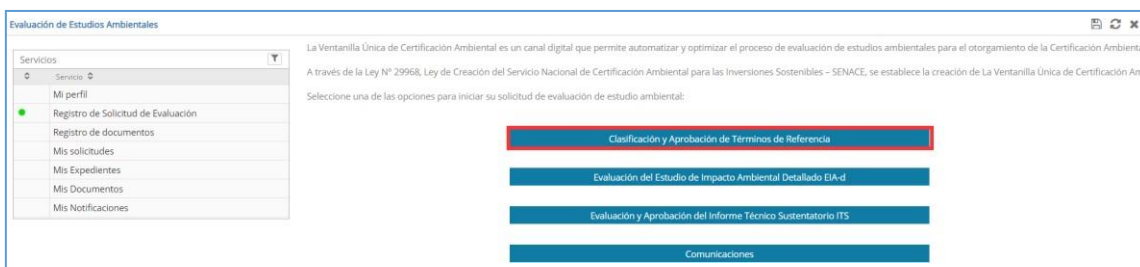 Evaluación de Estudios Ambientales
Servicios
Servicio
Mi perfil
Registro de Solicitud de Evaluación
Registro de documentos
Mis solicitudes
Mis Expedientes
Mis Documentos
Mis Notificaciones
La Ventanilla Única de Certificación Ambiental es un canal digital que permite automatizar y optimizar el proceso de evaluación de estudios ambientales para el otorgamiento de la Certificación Ambient
A través de la Ley N° 29968, Ley de Creación del Servicio Nacional de Certificación Ambiental para las Inversiones Sostenibles – SENACE, se establece la creación de La Ventanilla Única de Certificación Am
Seleccione una de las opciones para iniciar su solicitud de evaluación de estudio ambiental:
Clasificación y Aprobación de Términos de Referencia
Evaluación del Estudio de Impacto Ambiental Detallado EIA-d
Evaluación y Aprobación del Informe Técnico Sustentatorio ITS
Comunicaciones